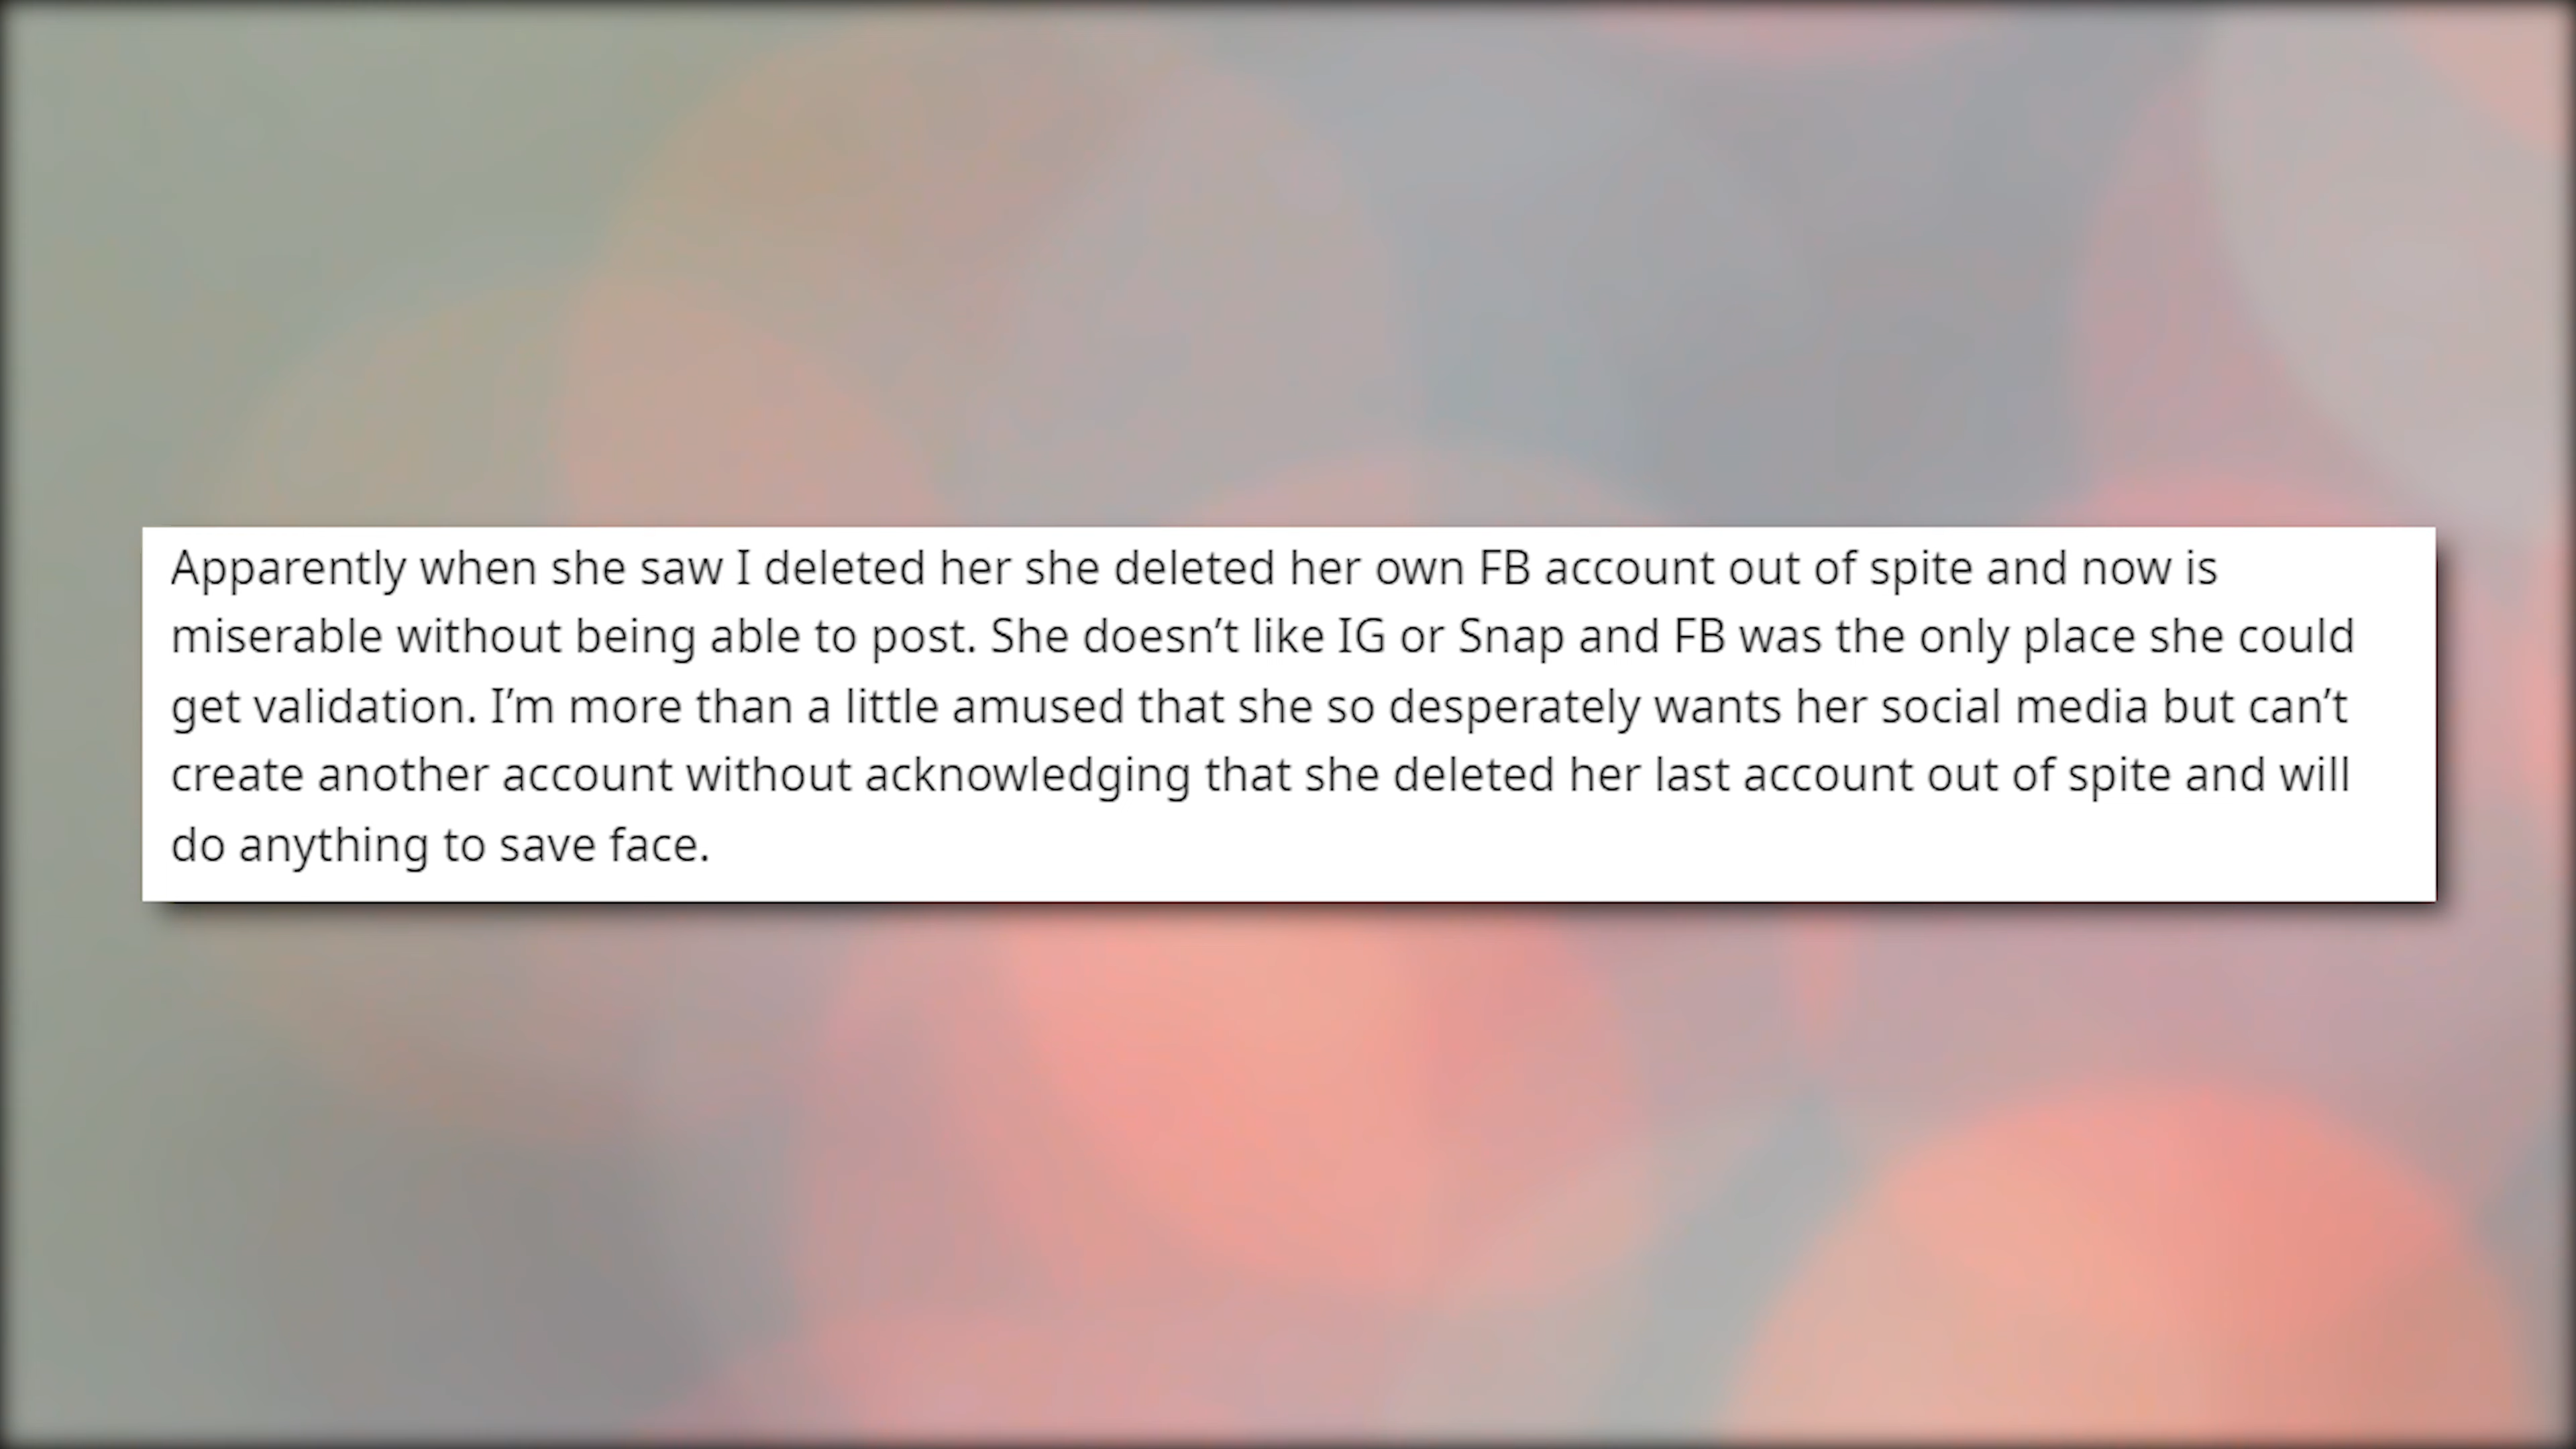 Apparently when she saw I deleted her she deleted her own FB account out of spite and now is
miserable without being able to post. She doesn’t like IG or Snap and FB was the only place she could
get validation. I’m more than a little amused that she so desperately wants her social media but can’t
create another account without acknowledging that she deleted her last account out of spite and will
do anything to save face.